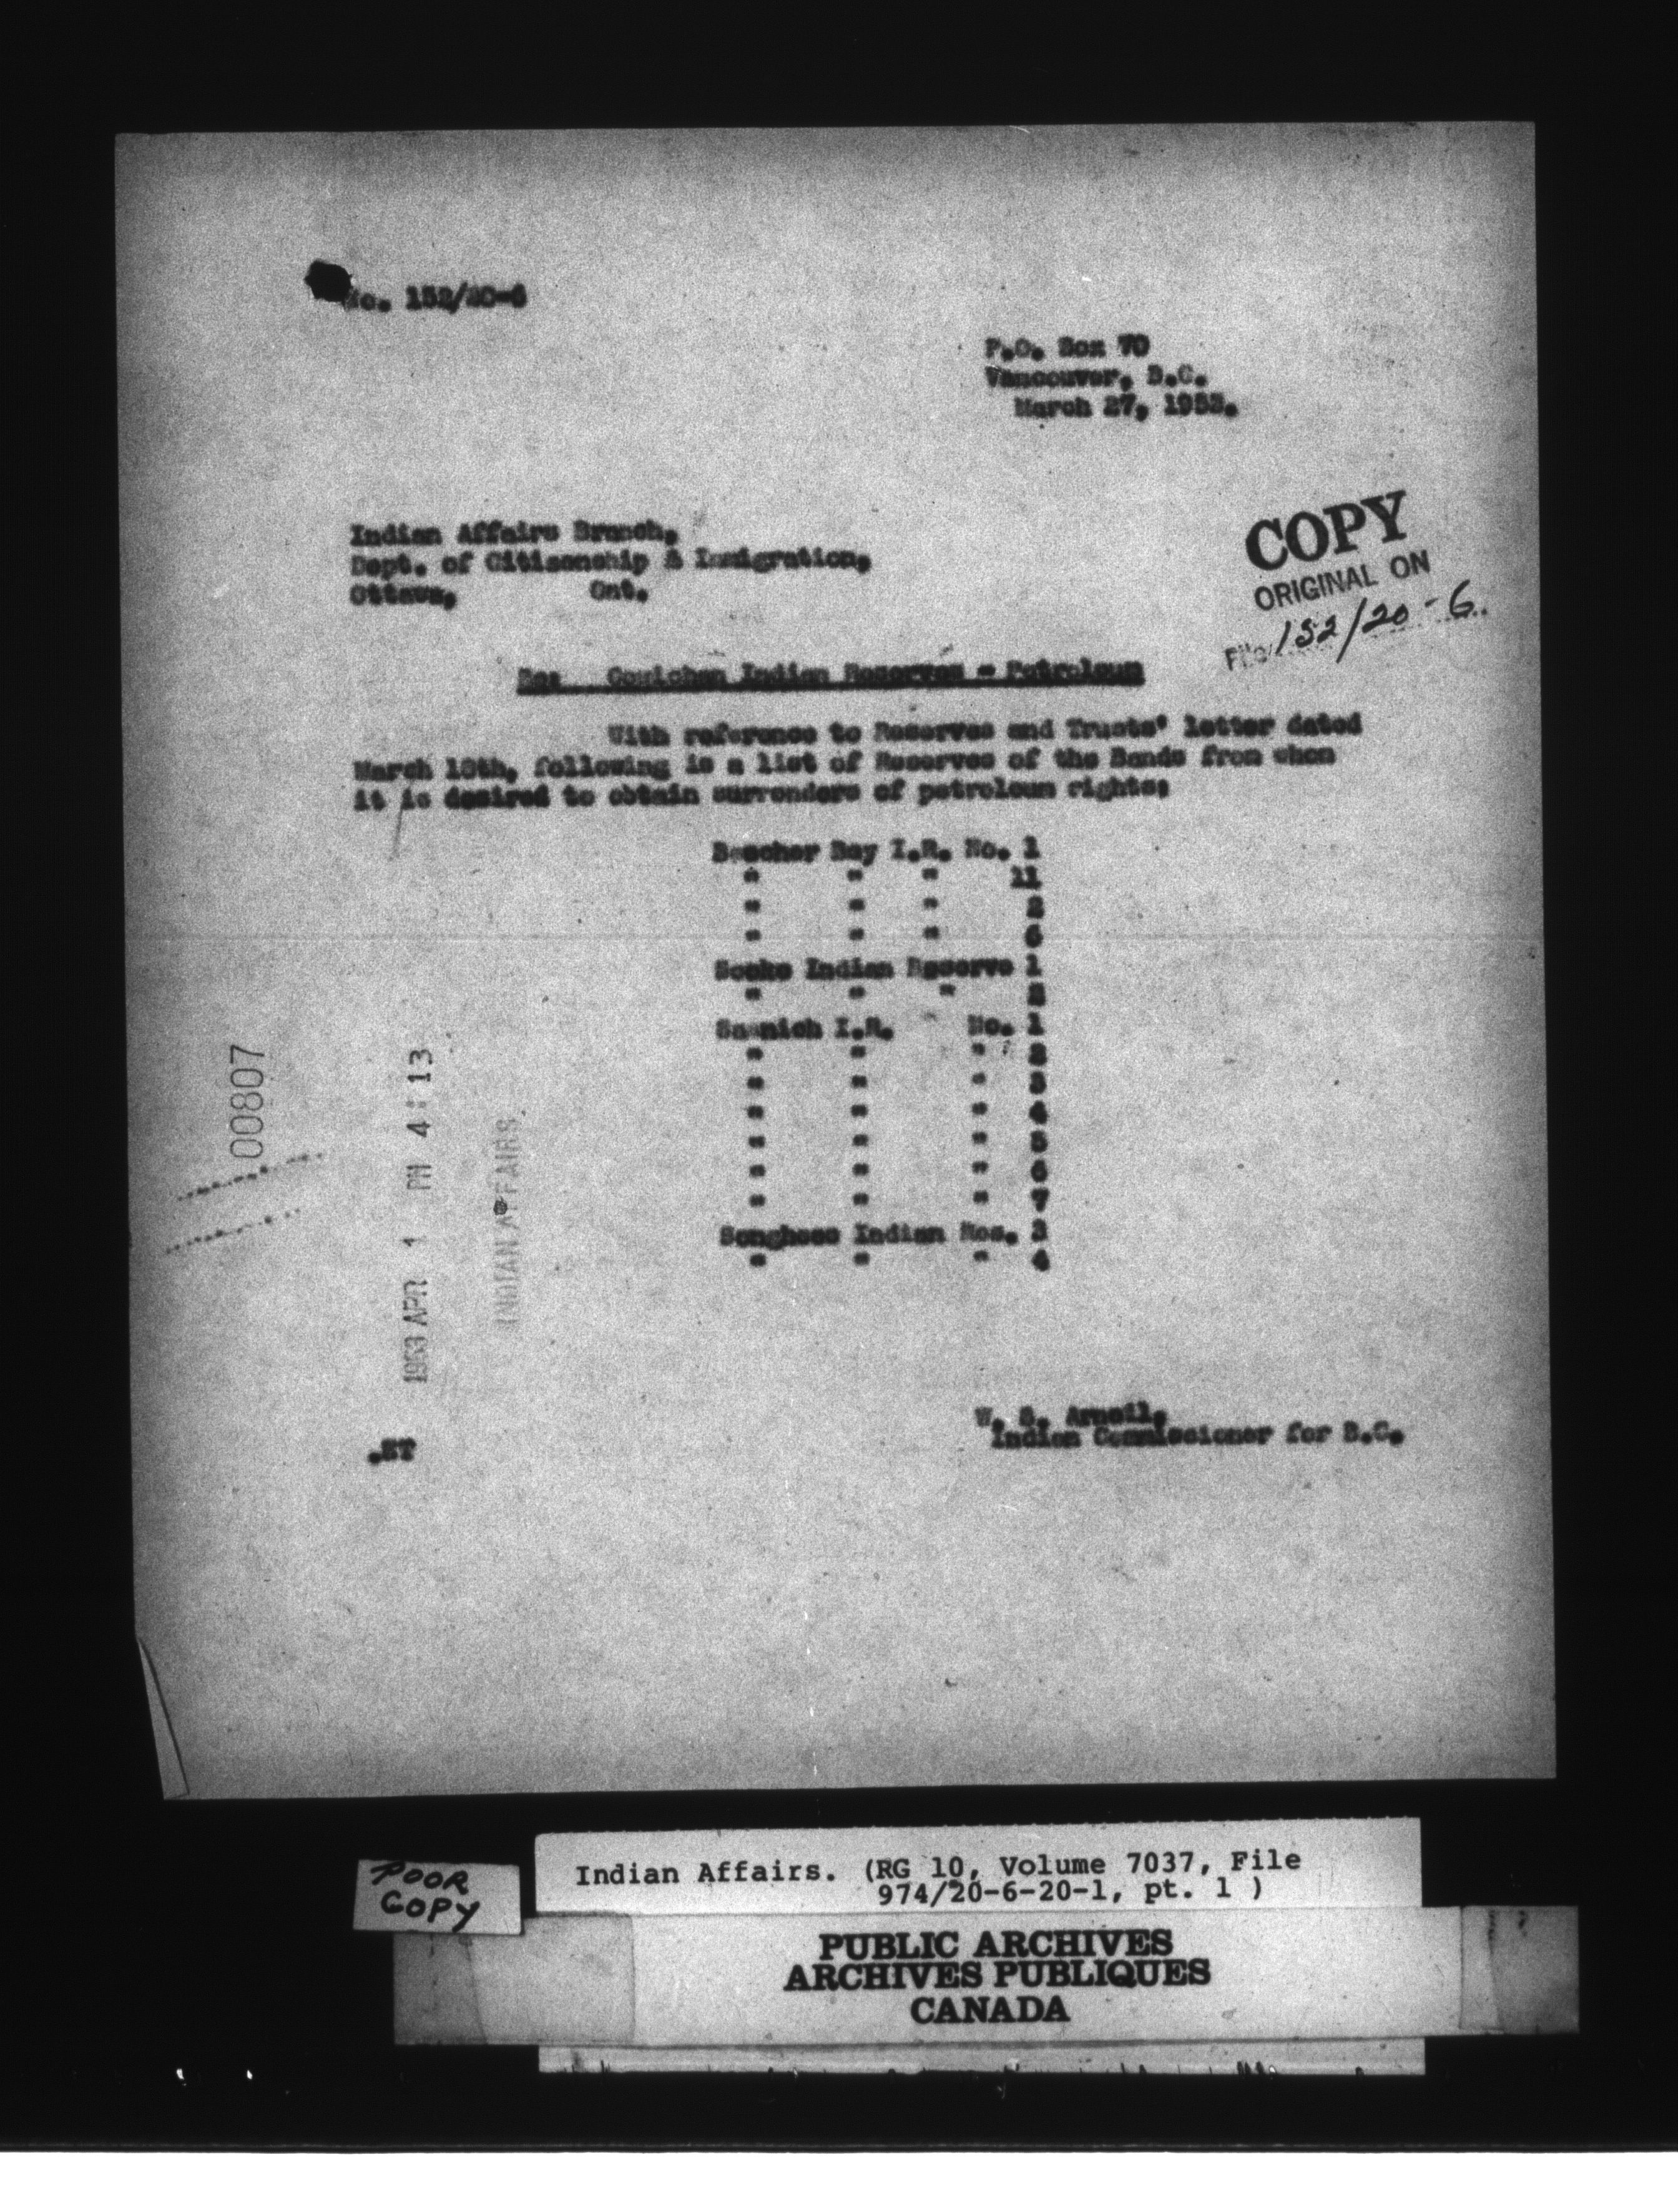 No. 152/20-6
P.O. Box 70
Vancouver, B.C.
March 27, 1953.
Indian Affairs Branch,
Dept. of Citizenship & Immigration,
Ottawa, Ont.
COPY
ORIGINAL ON
File 152/20-6
Re: Cowichan Indian Reserves - Petroleum
With reference to Reserves and Trusts' letter dated
March 18th, following is a list of Reserves of the Bands from whom
it is desired to obtain surrenders of petroleum rights:
Beecher Bay I.R. No. 1
" " " 11
" " " 2
" " " 6
Sooke Indian Reserve 1
" " " 2
Saanich I.R. No. 1
" " " 2
" " " 3
" " " 4
" " " 5
" " " 6
" " " 7
Songhees Indian Res. 3
" " " 4
00807
1953 APR 1 PM 4:13
INDIAN AFFAIRS
W. S. Arneil,
Indian Commissioner for B.C.
.ET
POOR
COPY
Indian Affairs. (RG 10, Volume 7037, File
974/20-6-20-1, pt. 1 )
PUBLIC ARCHIVES
ARCHIVES PUBLIQUES
CANADA